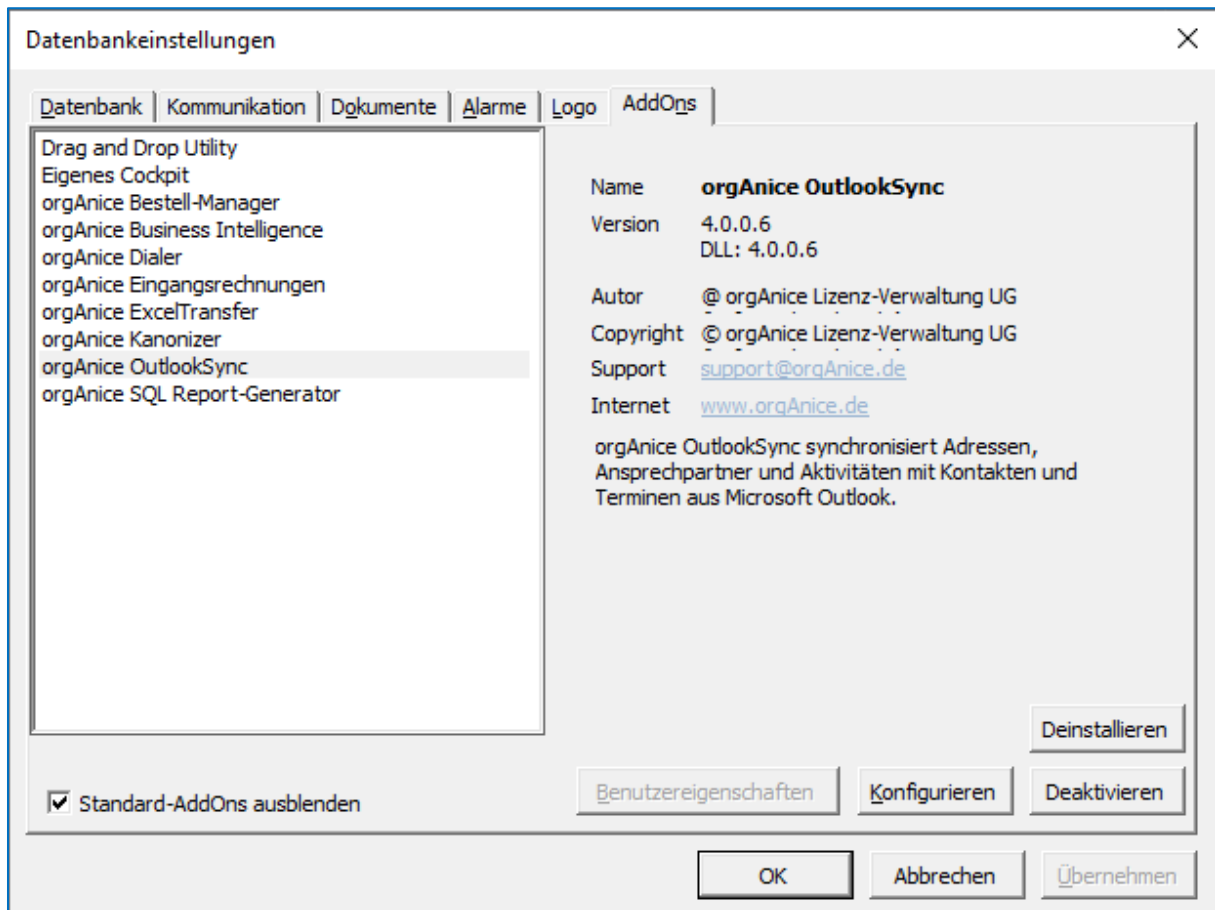 Datenbankeinstellungen
Datenbank
Kommunikation
Dokumente
Alarme
Logo
AddOns
Drag and Drop Utility
Eigenes Cockpit
orgAnice Bestell-Manager
orgAnice Business Intelligence
orgAnice Dialer
orgAnice Eingangsrechnungen
orgAnice ExcelTransfer
orgAnice Kanonizer
orgAnice OutlookSync
orgAnice SQL Report-Generator
Name orgAnice OutlookSync
Version 4.0.0.6
DLL: 4.0.0.6
Autor @ orgAnice Lizenz-Verwaltung UG
Copyright © orgAnice Lizenz-Verwaltung UG
Support support@orgAnice.de
Internet www.orgAnice.de
orgAnice OutlookSync synchronisiert Adressen,
Ansprechpartner und Aktivitäten mit Kontakten und
Terminen aus Microsoft Outlook.
Deinstallieren
Standard-AddOns ausblenden
Benutzereigenschaften
Konfigurieren
Deaktivieren
OK
Abbrechen
Übernehmen